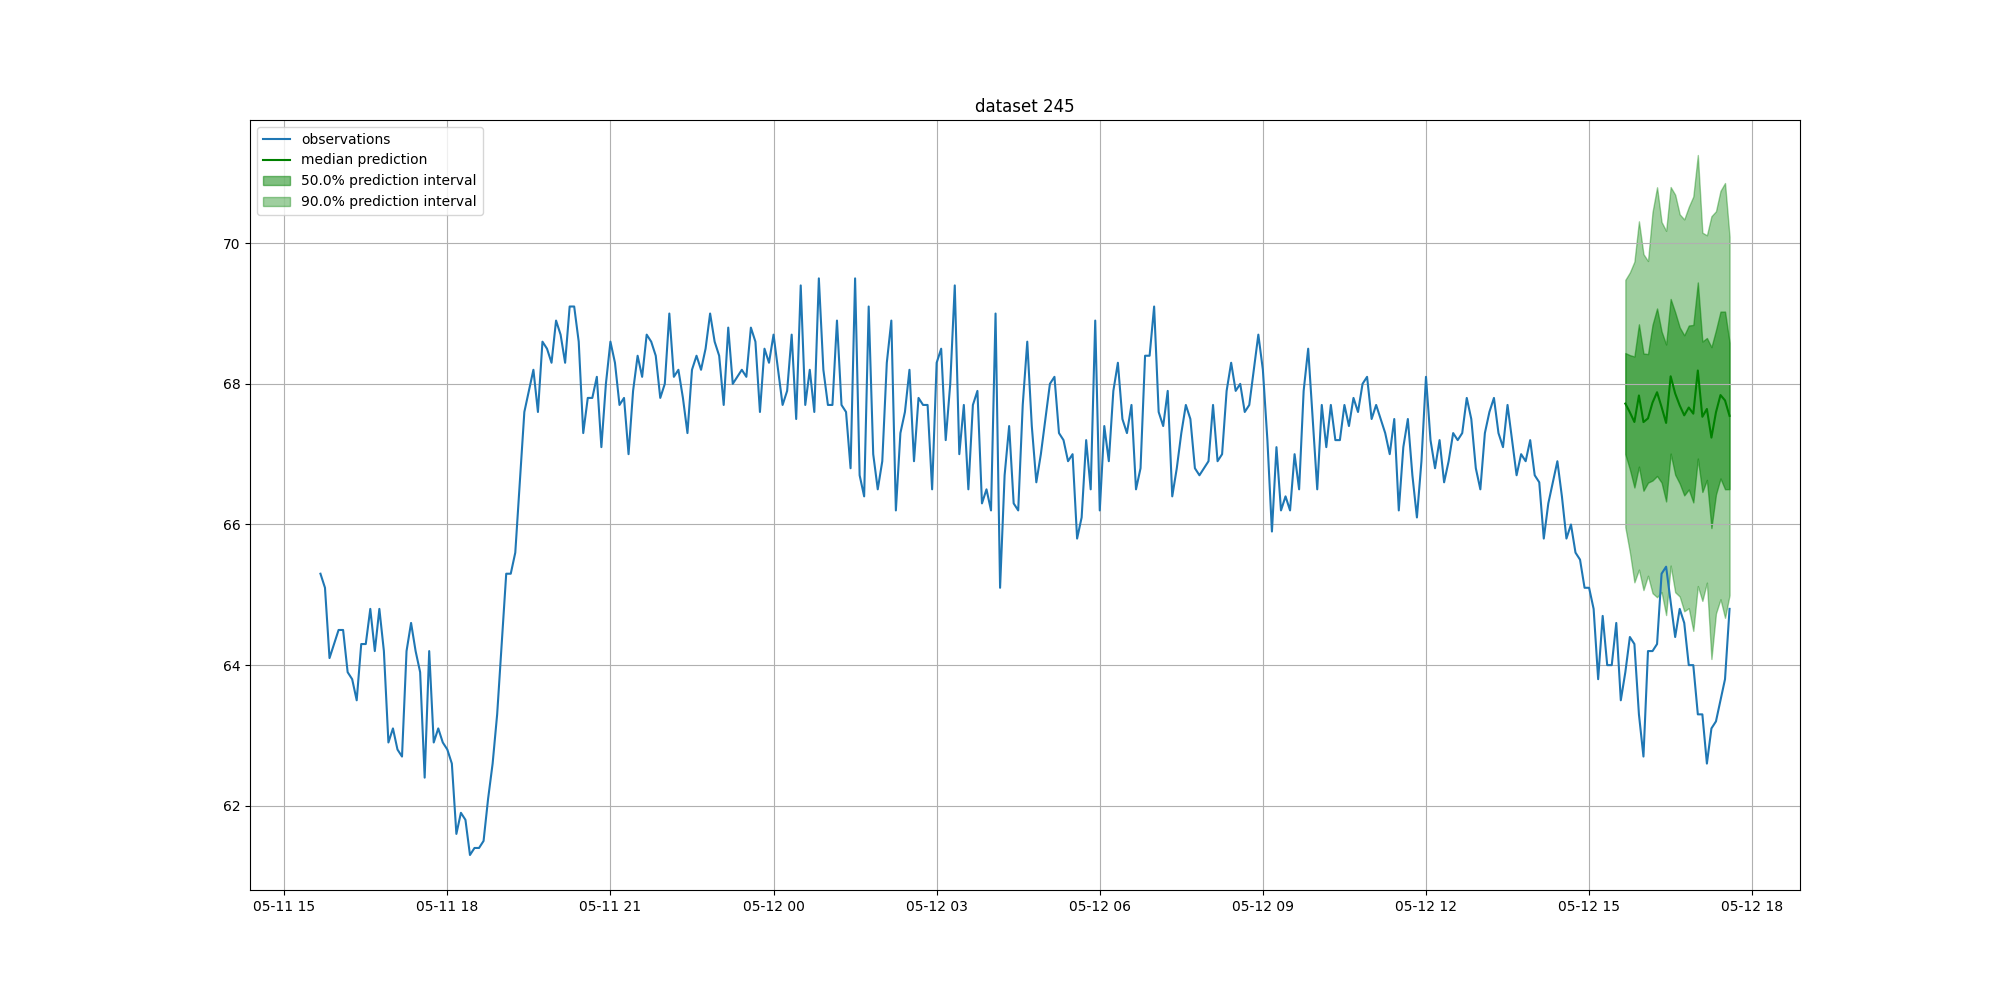 dataset 245
observations
median prediction
50.0% prediction interval
90.0% prediction interval
70
68
66
64
62
05-11 15 05-11 18 05-11 21 05-12 00 05-12 03 05-12 06 05-12 09 05-12 12 05-12 15 05-12 18